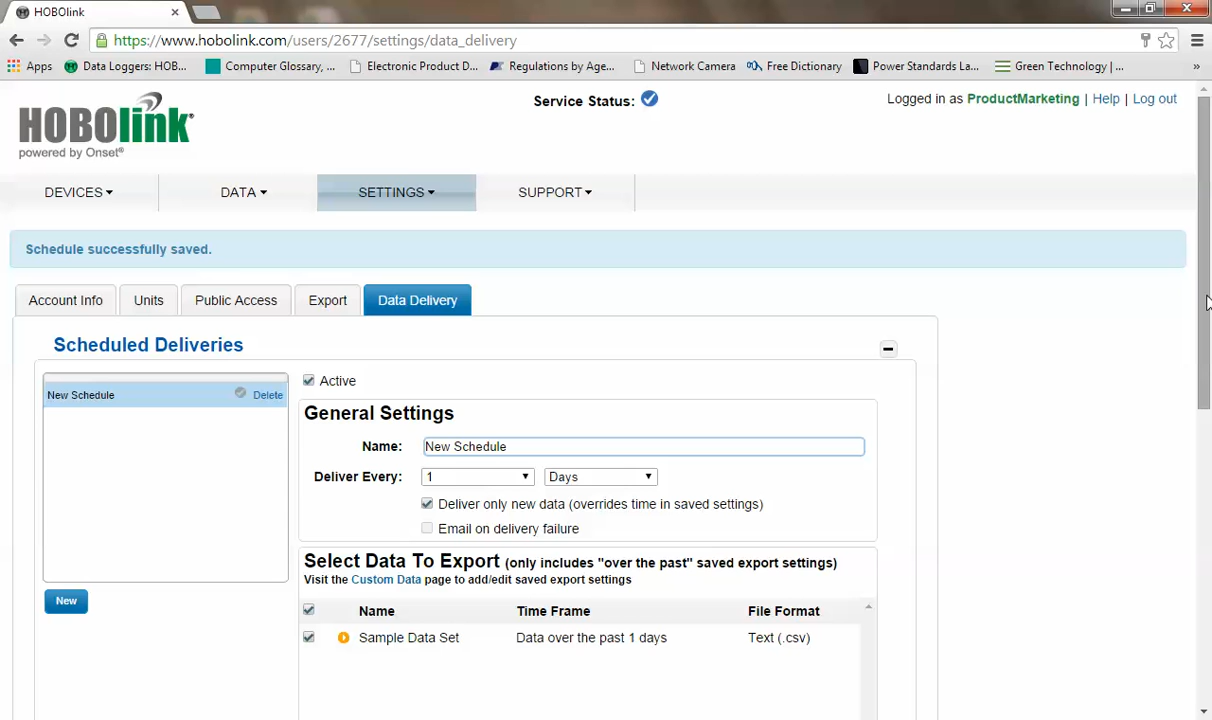 HOBOlink
https://www.hobolink.com/users/2677/settings/data_delivery
Apps Data Loggers: HOB... Computer Glossary, ... Electronic Product D... Regulations by Age... Network Camera Free Dictionary Power Standards La... Green Technology | ... »
HOBOlink®
powered by Onset®
Service Status:
Logged in as ProductMarketing | Help | Log out
DEVICES DATA SETTINGS SUPPORT
Schedule successfully saved.
Account Info Units Public Access Export Data Delivery
Scheduled Deliveries
New Schedule Delete
New
Active
General Settings
Name: New Schedule
Deliver Every: 1 Days
Deliver only new data (overrides time in saved settings)
Email on delivery failure
Select Data To Export (only includes "over the past" saved export settings)
Visit the Custom Data page to add/edit saved export settings
Name Time Frame File Format
Sample Data Set Data over the past 1 days Text (.csv)